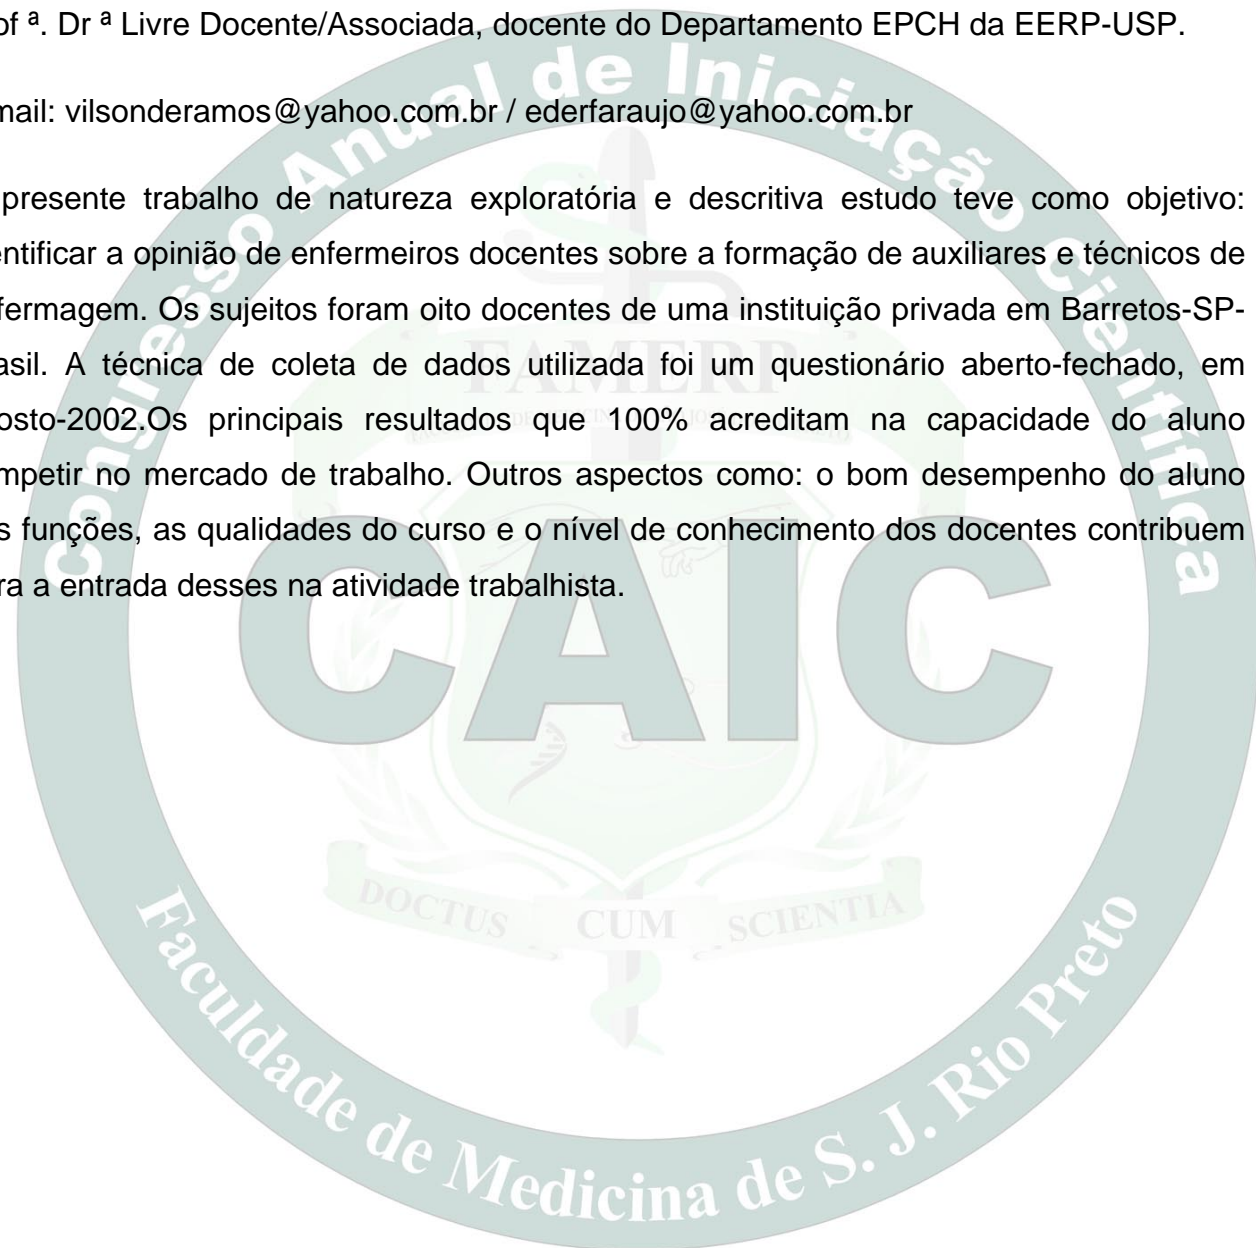 of ª. Dr ª Livre Docente/Associada, docente do Departamento EPCH da EERP-USP.
mail: vilsonderamos@yahoo.com.br / ederfaraujo@yahoo.com.br
presente trabalho de natureza exploratória e descritiva estudo teve como objetivo:
entificar a opinião de enfermeiros docentes sobre a formação de auxiliares e técnicos de
fermagem. Os sujeitos foram oito docentes de uma instituição privada em Barretos-SP-
asil. A técnica de coleta de dados utilizada foi um questionário aberto-fechado, em
osto-2002.Os principais resultados que 100% acreditam na capacidade do aluno
mpetir no mercado de trabalho. Outros aspectos como: o bom desempenho do aluno
s funções, as qualidades do curso e o nível de conhecimento dos docentes contribuem
ra a entrada desses na atividade trabalhista.
Congresso Anual de Iniciação Científica
FAMERP
CAIC
DOCTUS CUM SCIENTIA
Faculdade de Medicina de S. J. Rio Preto